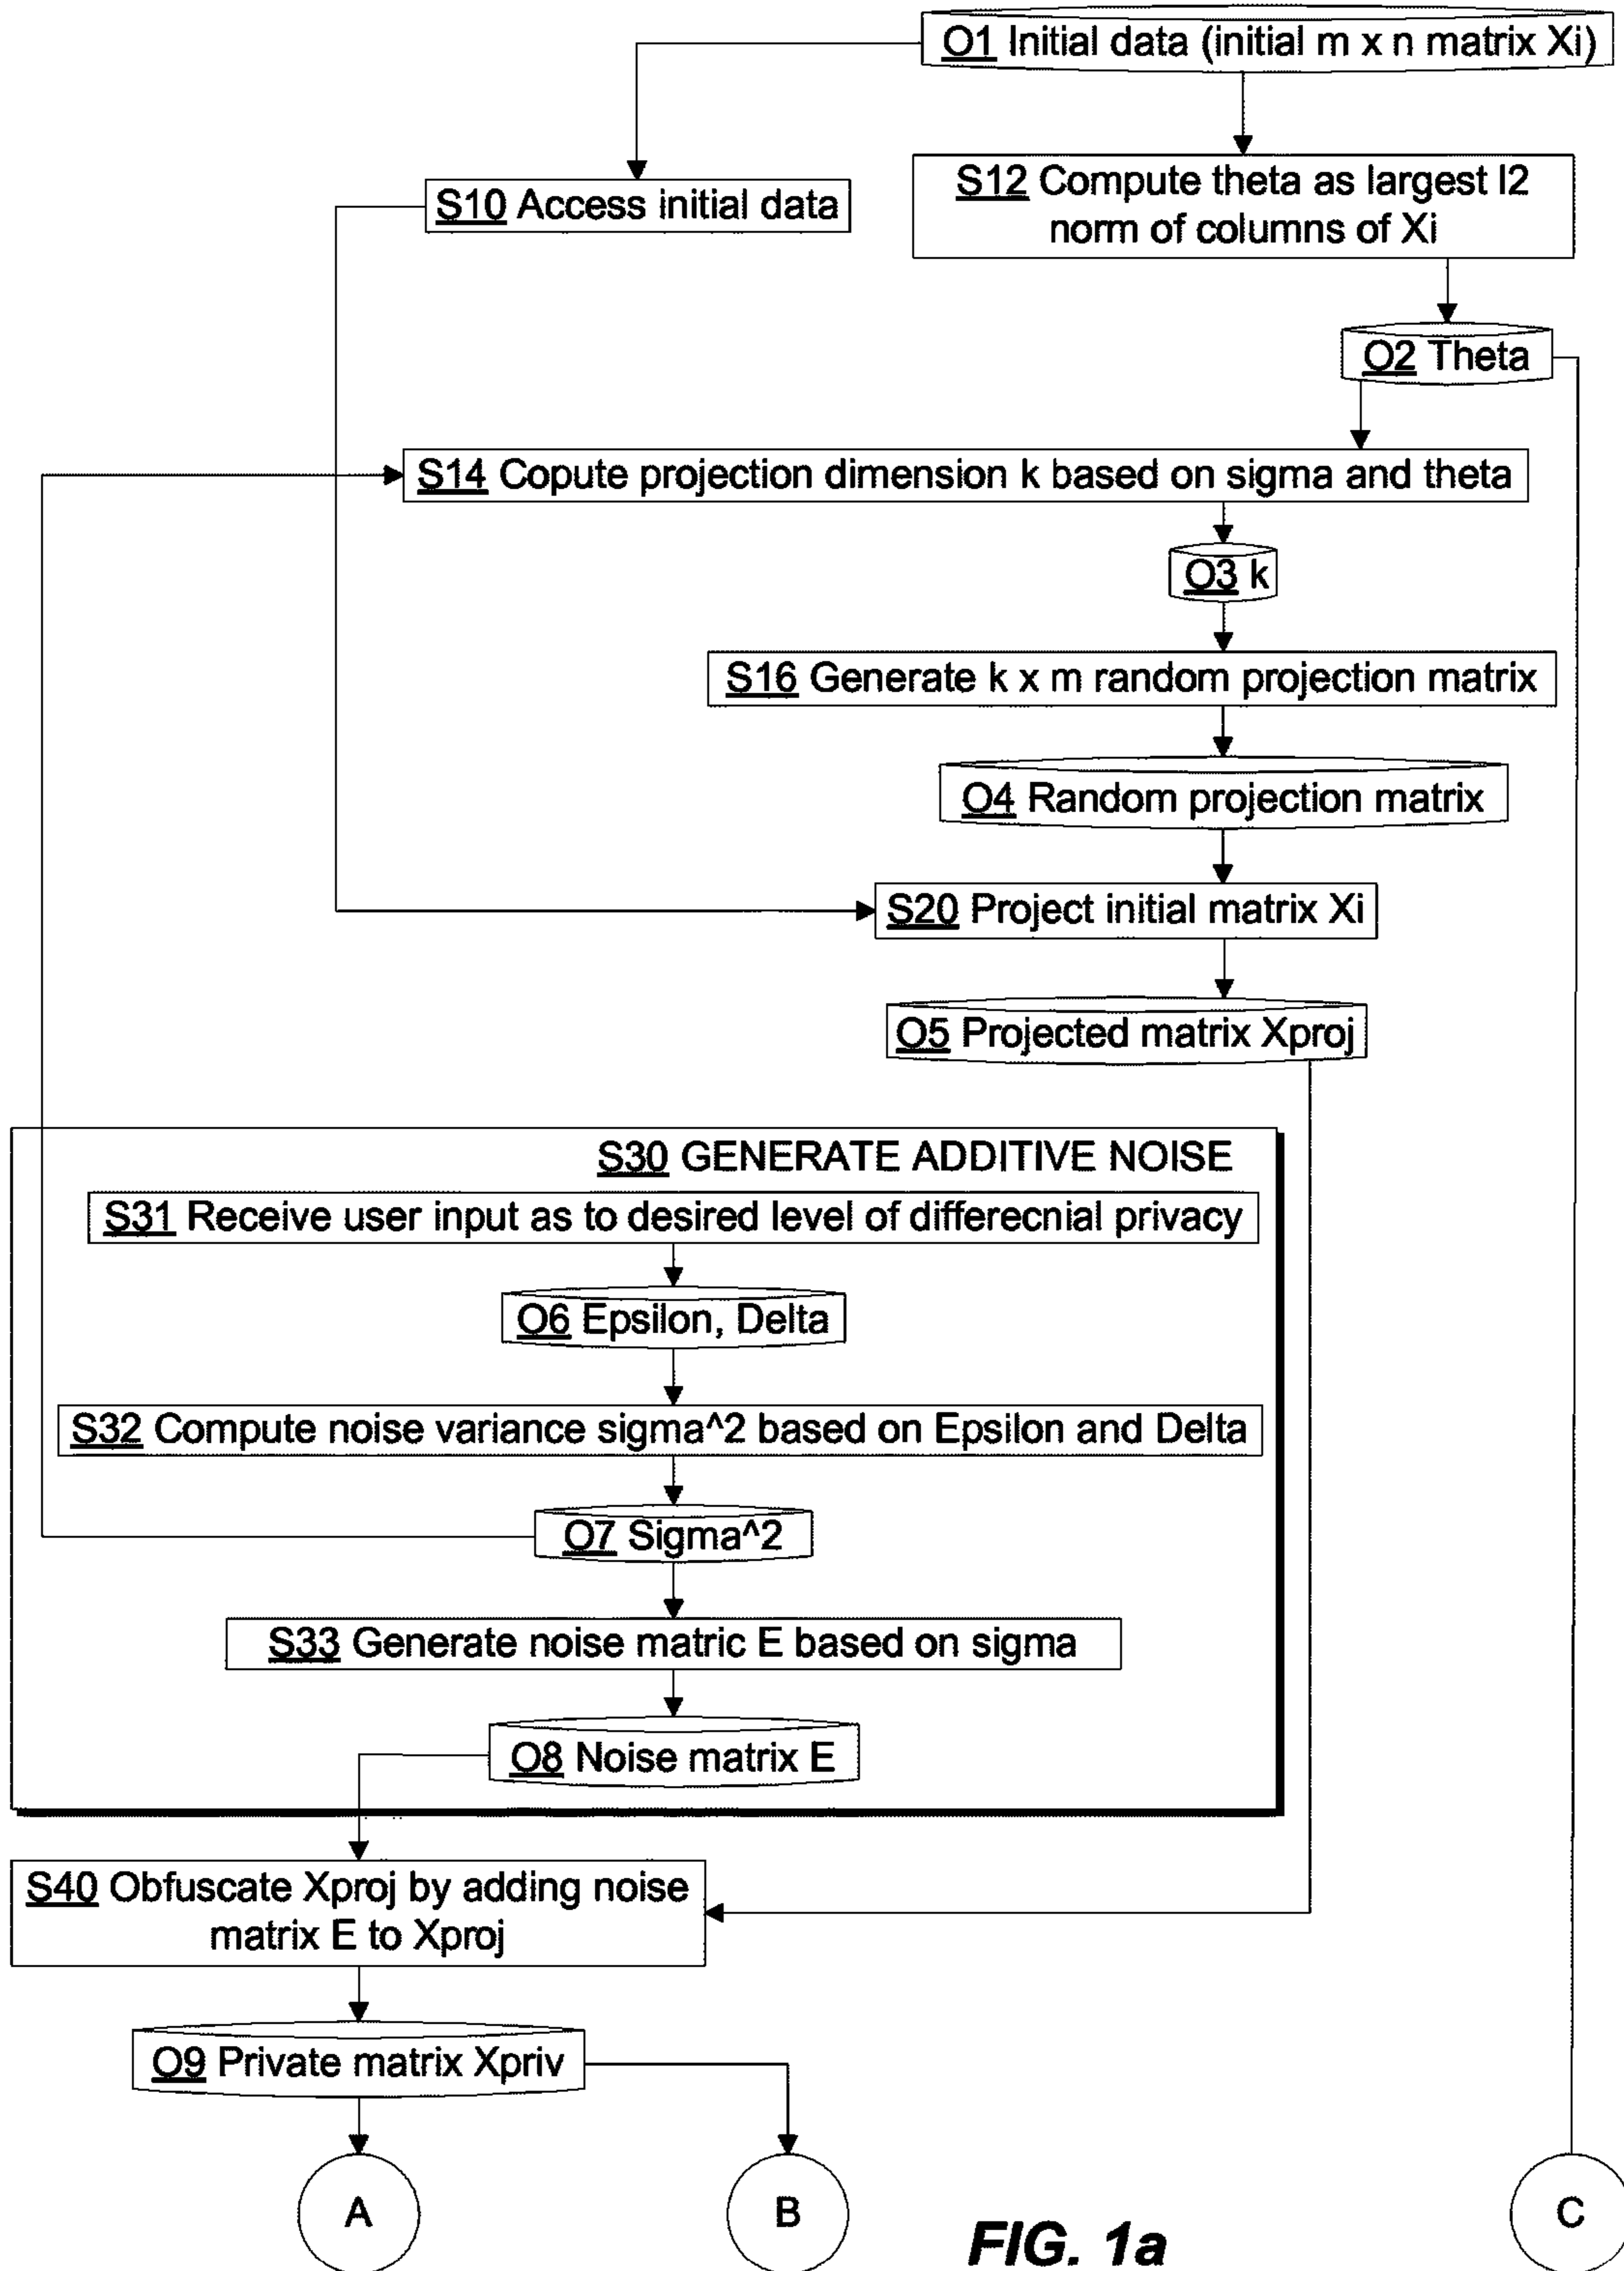 O1 Initial data (initial m x n matrix Xi)
S10 Access initial data
S12 Compute theta as largest l2
norm of columns of Xi
O2 Theta
S14 Copute projection dimension k based on sigma and theta
O3 k
S16 Generate k x m random projection matrix
O4 Random projection matrix
S20 Project initial matrix Xi
O5 Projected matrix Xproj
S30 GENERATE ADDITIVE NOISE
S31 Receive user input as to desired level of differecnial privacy
O6 Epsilon, Delta
S32 Compute noise variance sigma^2 based on Epsilon and Delta
O7 Sigma^2
S33 Generate noise matric E based on sigma
O8 Noise matrix E
S40 Obfuscate Xproj by adding noise
matrix E to Xproj
O9 Private matrix Xpriv
A
B
C
FIG. 1a